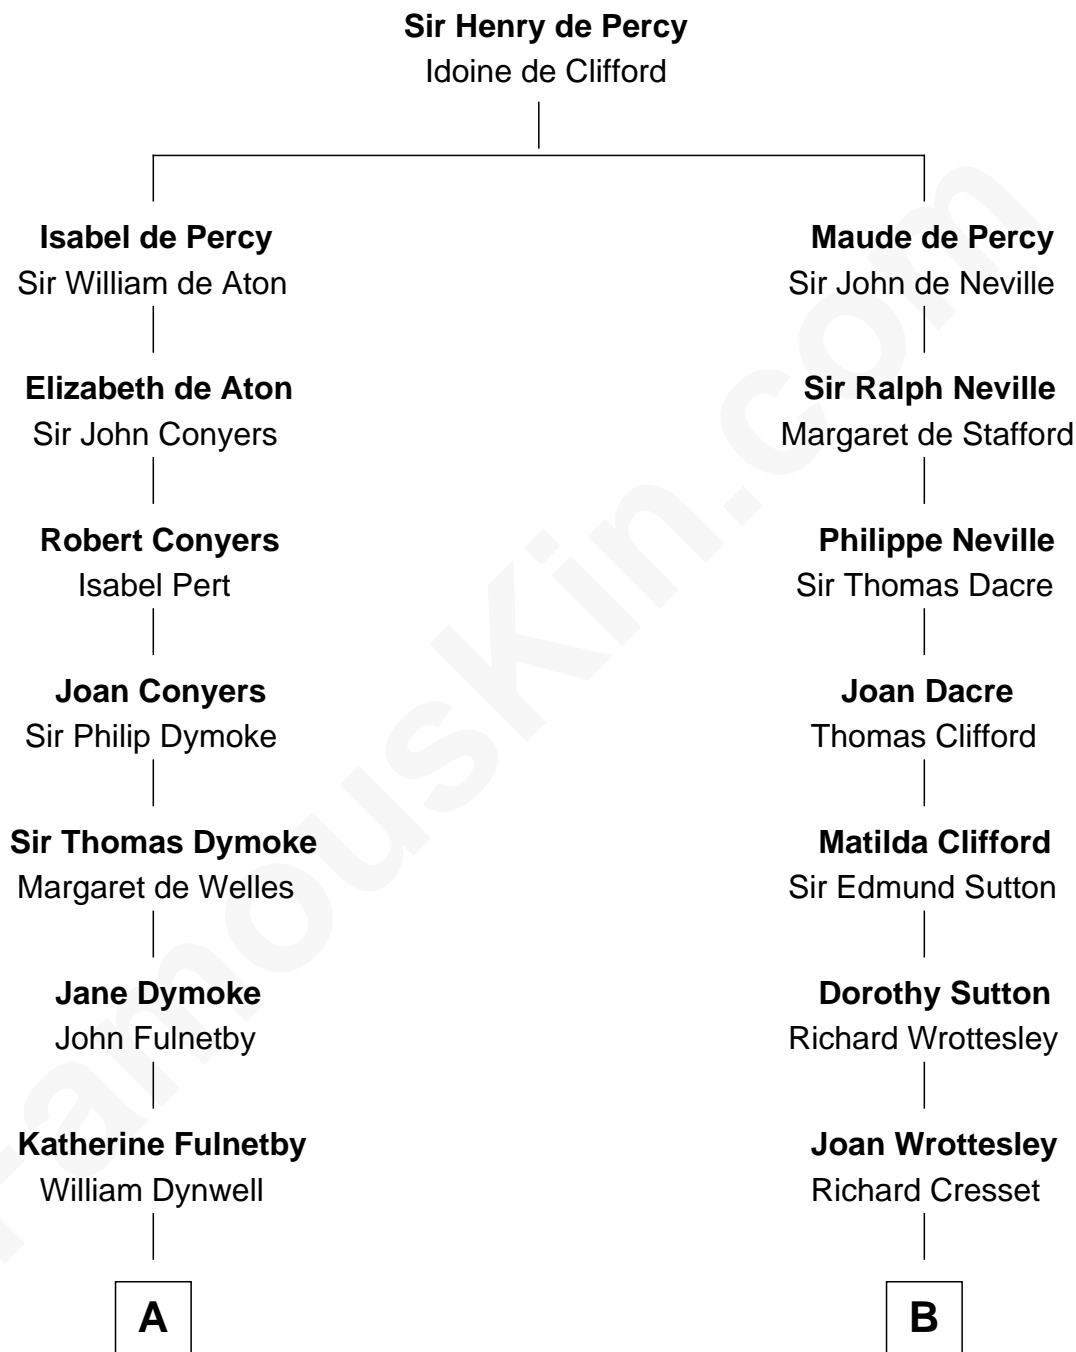 Sir Henry de Percy
Idoine de Clifford
Isabel de Percy
Sir William de Aton
Maude de Percy
Sir John de Neville
Elizabeth de Aton
Sir John Conyers
Sir Ralph Neville
Margaret de Stafford
Robert Conyers
Isabel Pert
Philippe Neville
Sir Thomas Dacre
Joan Conyers
Sir Philip Dymoke
Joan Dacre
Thomas Clifford
Sir Thomas Dymoke
Margaret de Welles
Matilda Clifford
Sir Edmund Sutton
Jane Dymoke
John Fulnetby
Dorothy Sutton
Richard Wrottesley
Katherine Fulnetby
William Dynwell
Joan Wrottesley
Richard Cresset
A
B
FamousKin.com